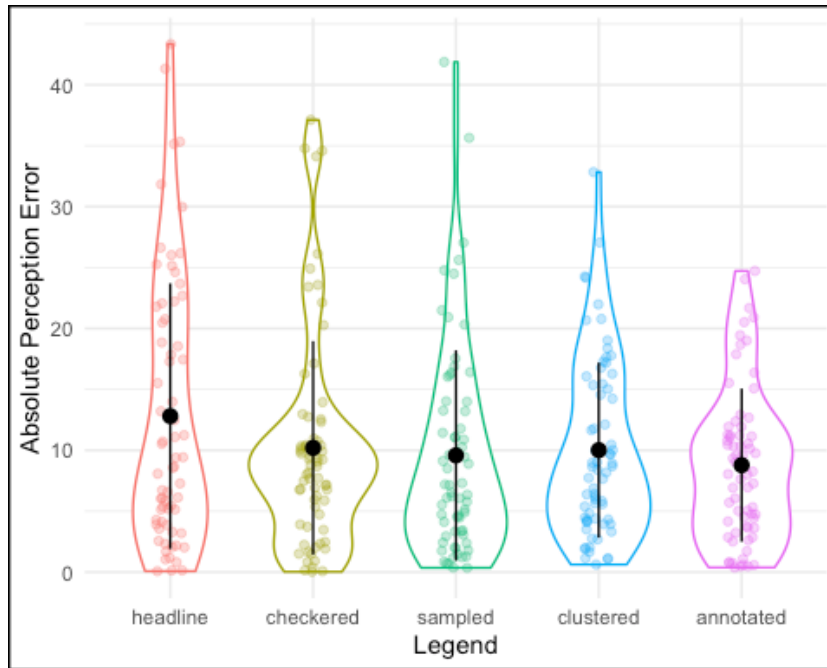 Absolute Perception Error
40
30
20
10
0
headline checkered sampled clustered annotated
Legend